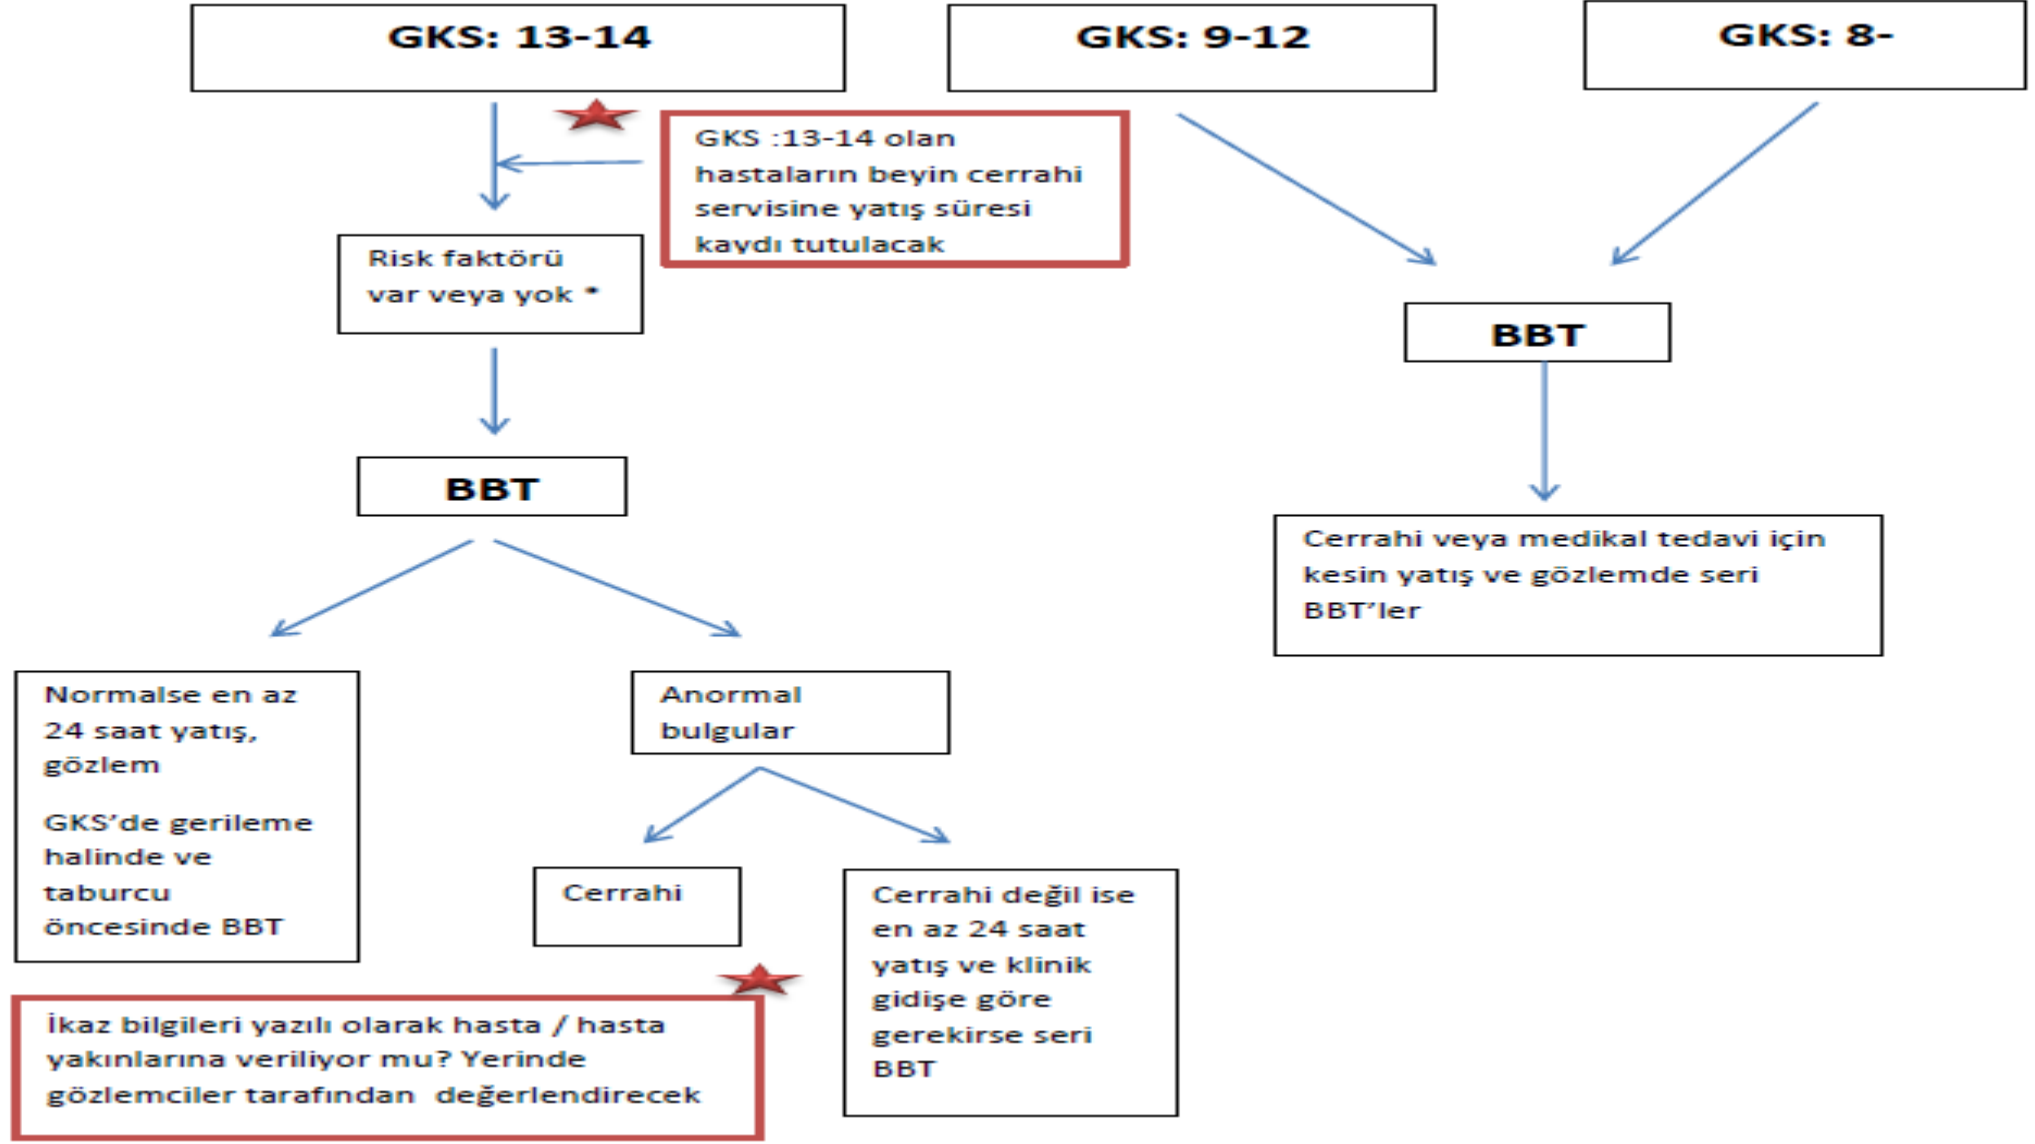 GKS: 13-14
GKS: 9-12
GKS: 8-
GKS :13-14 olan
hastaların beyin cerrahi
servisine yatış süresi
kaydı tutulacak
Risk faktörü
var veya yok *
BBT
BBT
Cerrahi veya medikal tedavi için
kesin yatış ve gözlemde seri
BBT’ler
Normalse en az
24 saat yatış,
gözlem
GKS’de gerileme
halinde ve
taburcu
öncesinde BBT
Anormal
bulgular
Cerrahi
Cerrahi değil ise
en az 24 saat
yatış ve klinik
gidişe göre
gerekirse seri
BBT
İkaz bilgileri yazılı olarak hasta / hasta
yakınlarına veriliyor mu? Yerinde
gözlemciler tarafından değerlendirecek